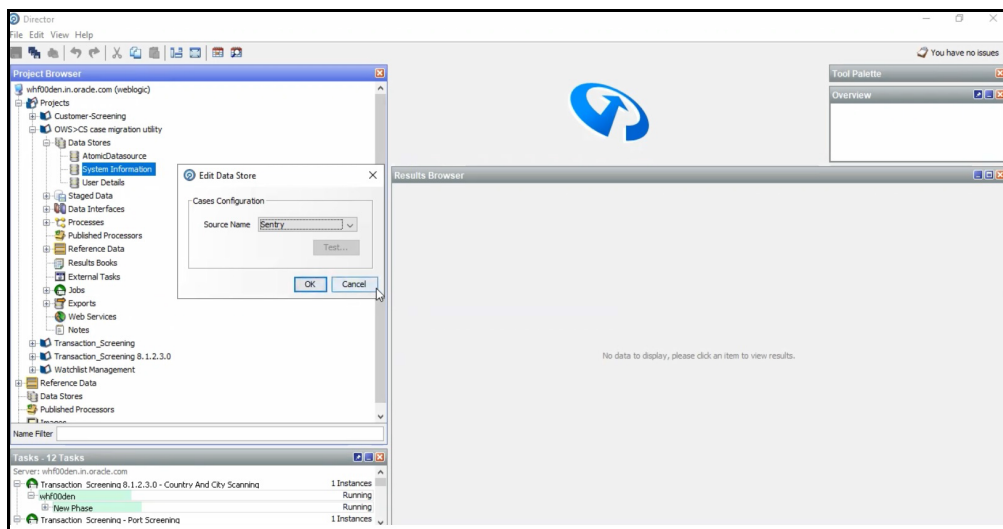 Director
File Edit View Help
You have no issues
Project Browser
whf00den.in.oracle.com (weblogic)
Projects
Customer-Screening
OWS>CS case migration utility
Data Stores
AtomicDatasource
System Information
User Details
Staged Data
Data Interfaces
Processes
Published Processors
Reference Data
Results Books
External Tasks
Jobs
Exports
Web Services
Notes
Transaction_Screening
Transaction_Screening 8.1.2.3.0
Watchlist Management
Reference Data
Data Stores
Published Processors
Images
Name Filter
Tasks - 12 Tasks
Server: whf00den.in.oracle.com
Transaction_Screening 8.1.2.3.0 - Country And City Scanning 1 Instances
whf00den Running
New Phase Running
Transaction_Screening - Port Screening 1 Instances
Edit Data Store
Cases Configuration
Source Name Sentry
Test...
OK Cancel
Results Browser
No data to display, please click an item to view results.
Tool Palette
Overview